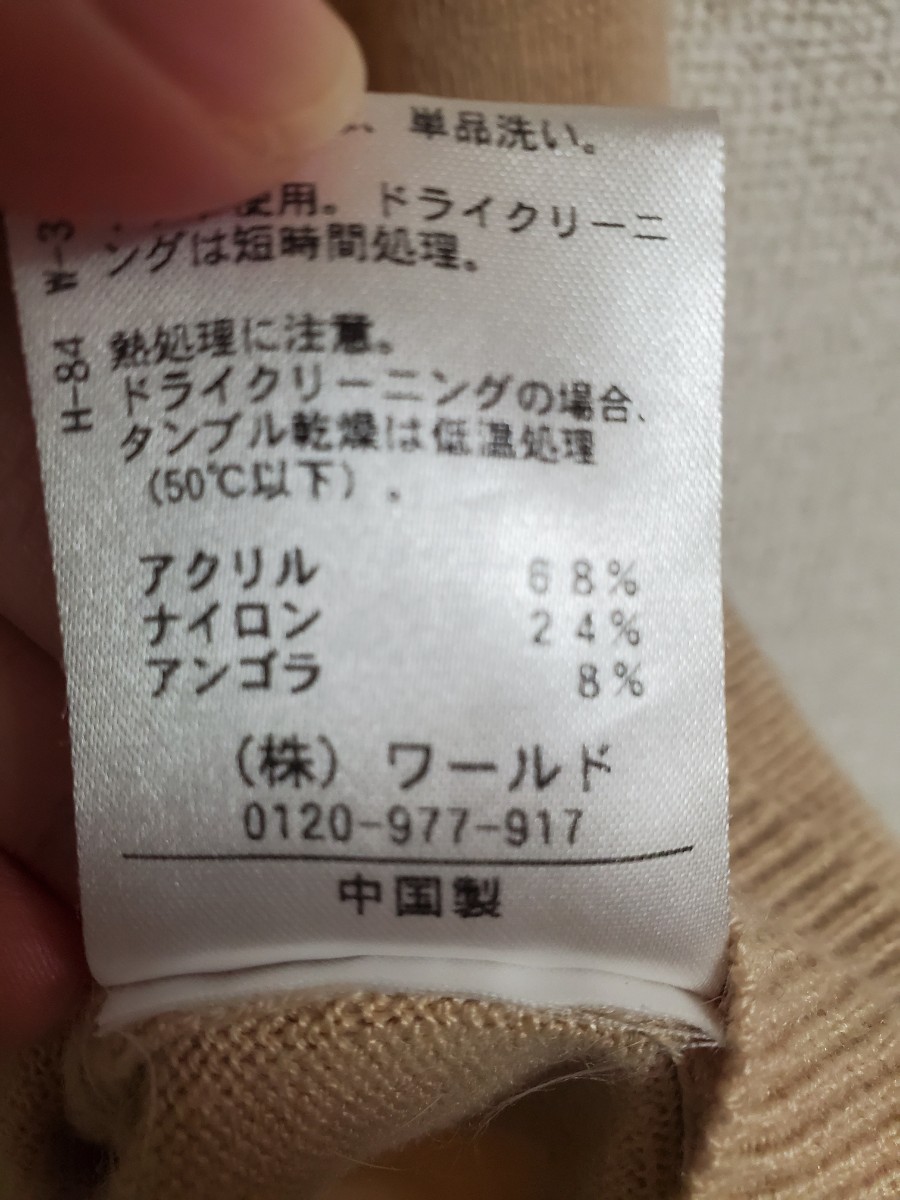 単品洗い。
使用。ドライクリーニ
ングは短時間処理。
熱処理に注意。
ドライクリーニングの場合、
タンブル乾燥は低温処理
(50℃以下)。
アクリル 68%
ナイロン 24%
アンゴラ 8%
(株) ワールド
0120-977-917
中国製
W-3
H-84